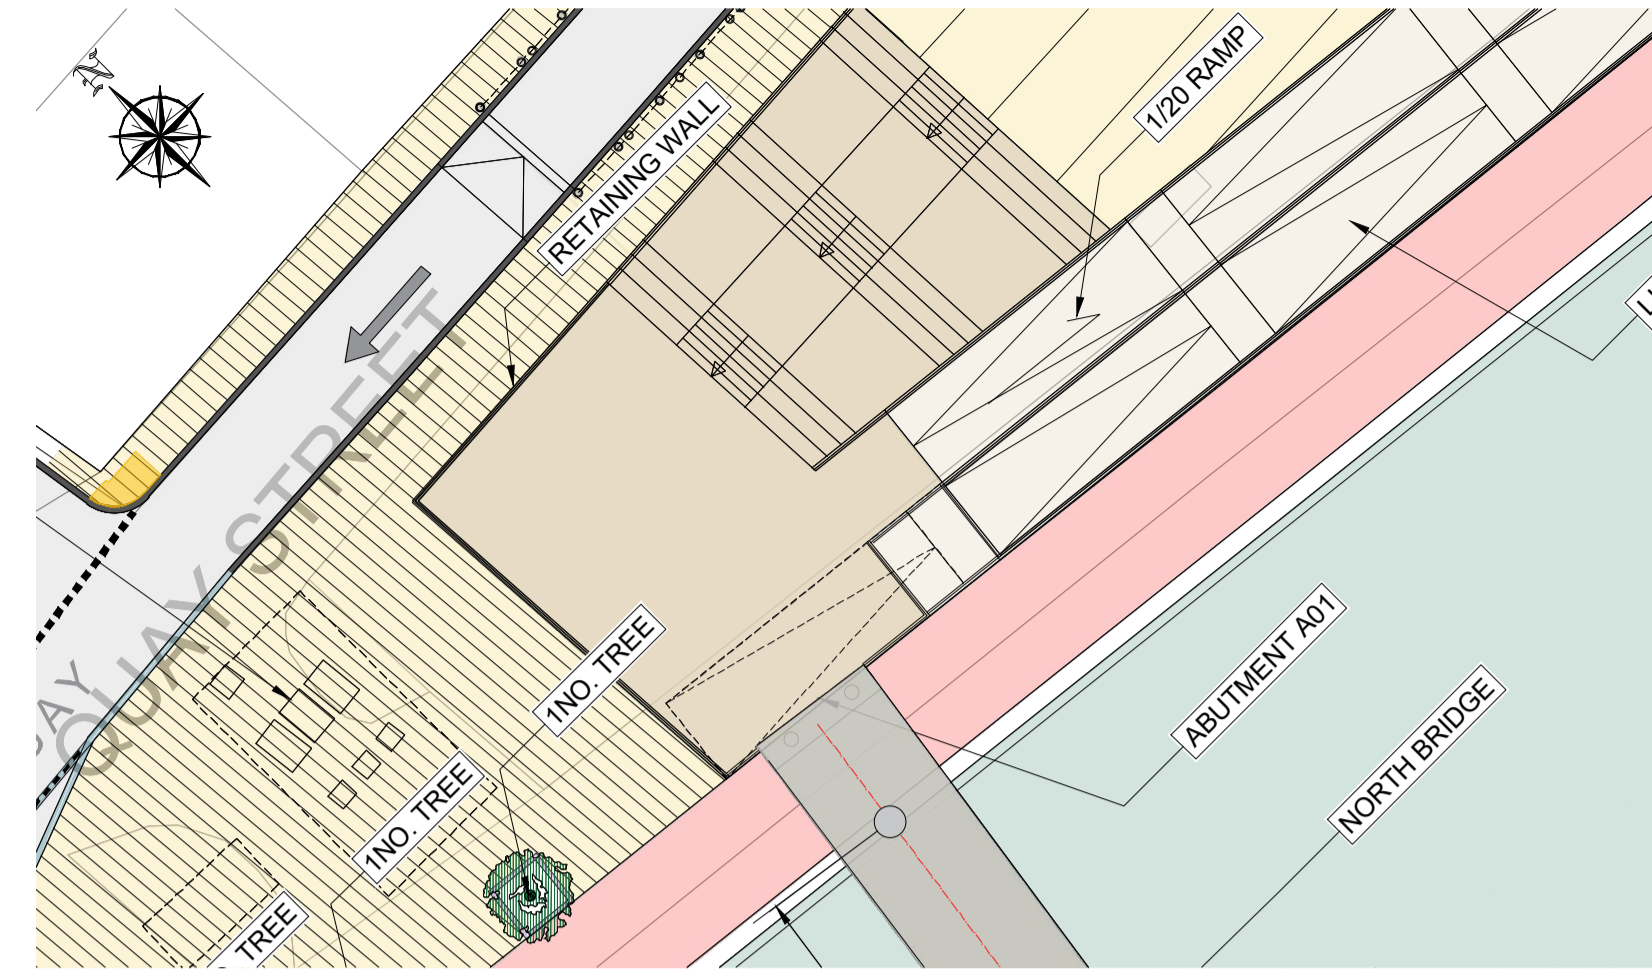 N
1/20 RAMP
RETAINING WALL
QUAY STREET
1NO. TREE
ABUTMENT A01
NORTH BRIDGE
1NO. TREE
TREE